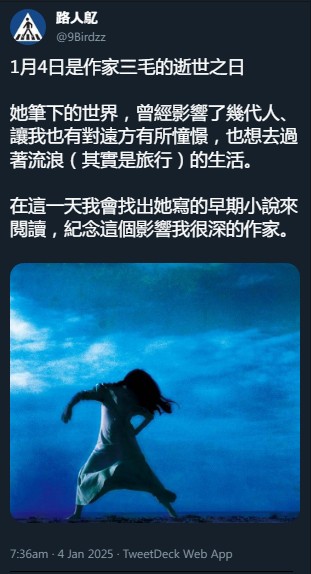 路人乩
@9Birdzz
1月4日是作家三毛的逝世之日
她筆下的世界，曾經影響了幾代人、
讓我也有對遠方有所憧憬，也想去過
著流浪（其實是旅行）的生活。
在這一天我會找出她寫的早期小說來
閱讀，紀念這個影響我很深的作家。
7:36am · 4 Jan 2025 · TweetDeck Web App